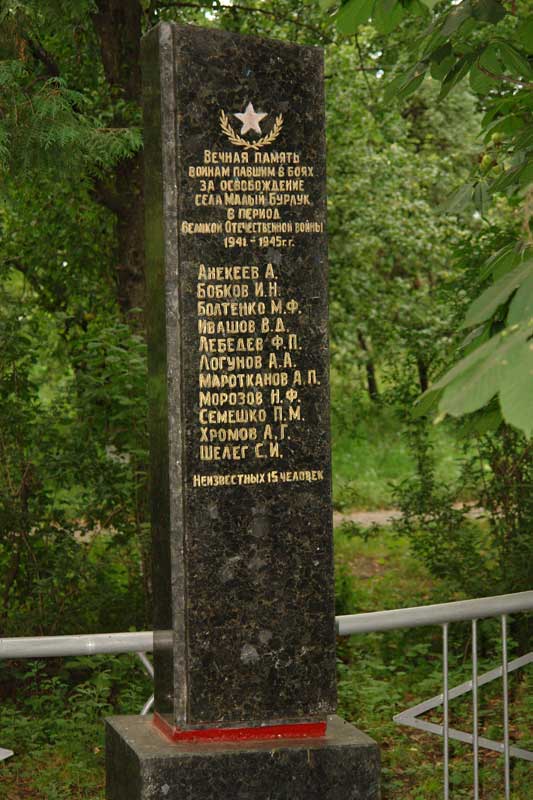 Вечная память
воинам павшим в боях
за освобождение
села Малый Бурлук
в период
Великой Отечественной войны
1941 - 1945 г.г.
Анекеев А.
Бобков И.Н.
Болтенко М.Ф.
Ивашов В.Д.
Лебедев Ф.П.
Логунов А.А.
Маротканов А.П.
Морозов Н.Ф.
Семешко П.М.
Хромов А.Г.
Шелег С.И.
Неизвестных 15 человек